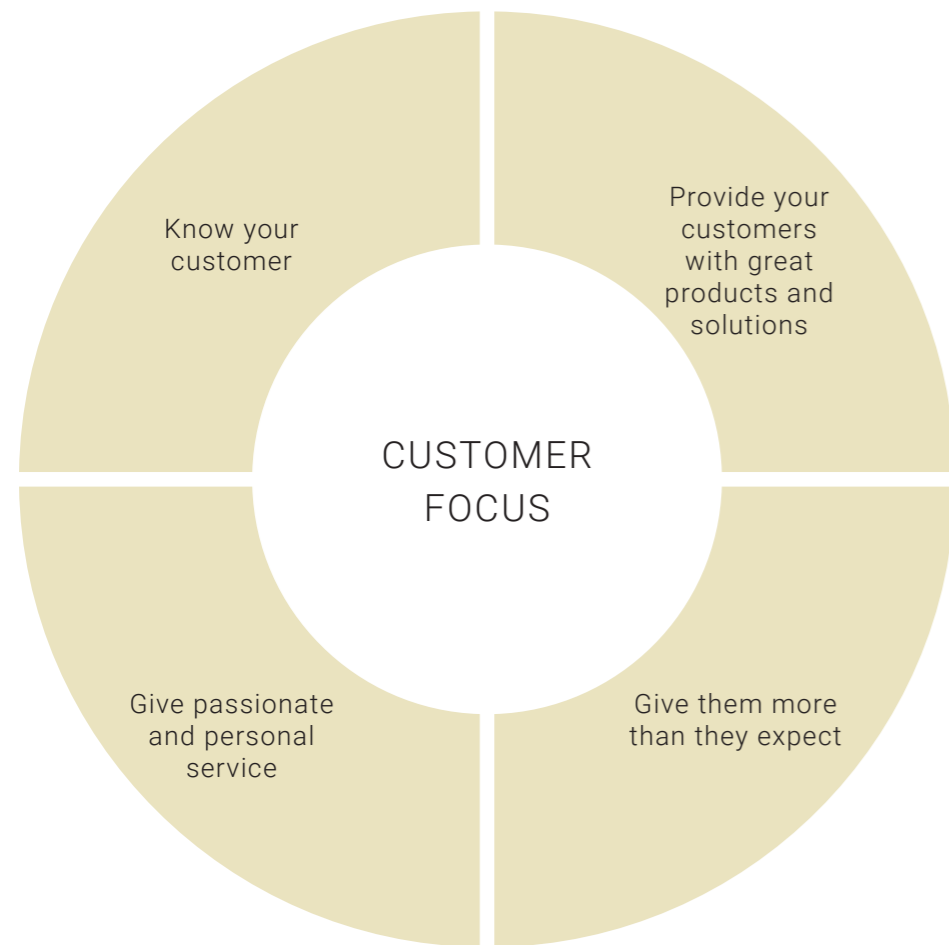 Know your
customer
Provide your
customers
with great
products and
solutions
CUSTOMER
FOCUS
Give passionate
and personal
service
Give them more
than they expect